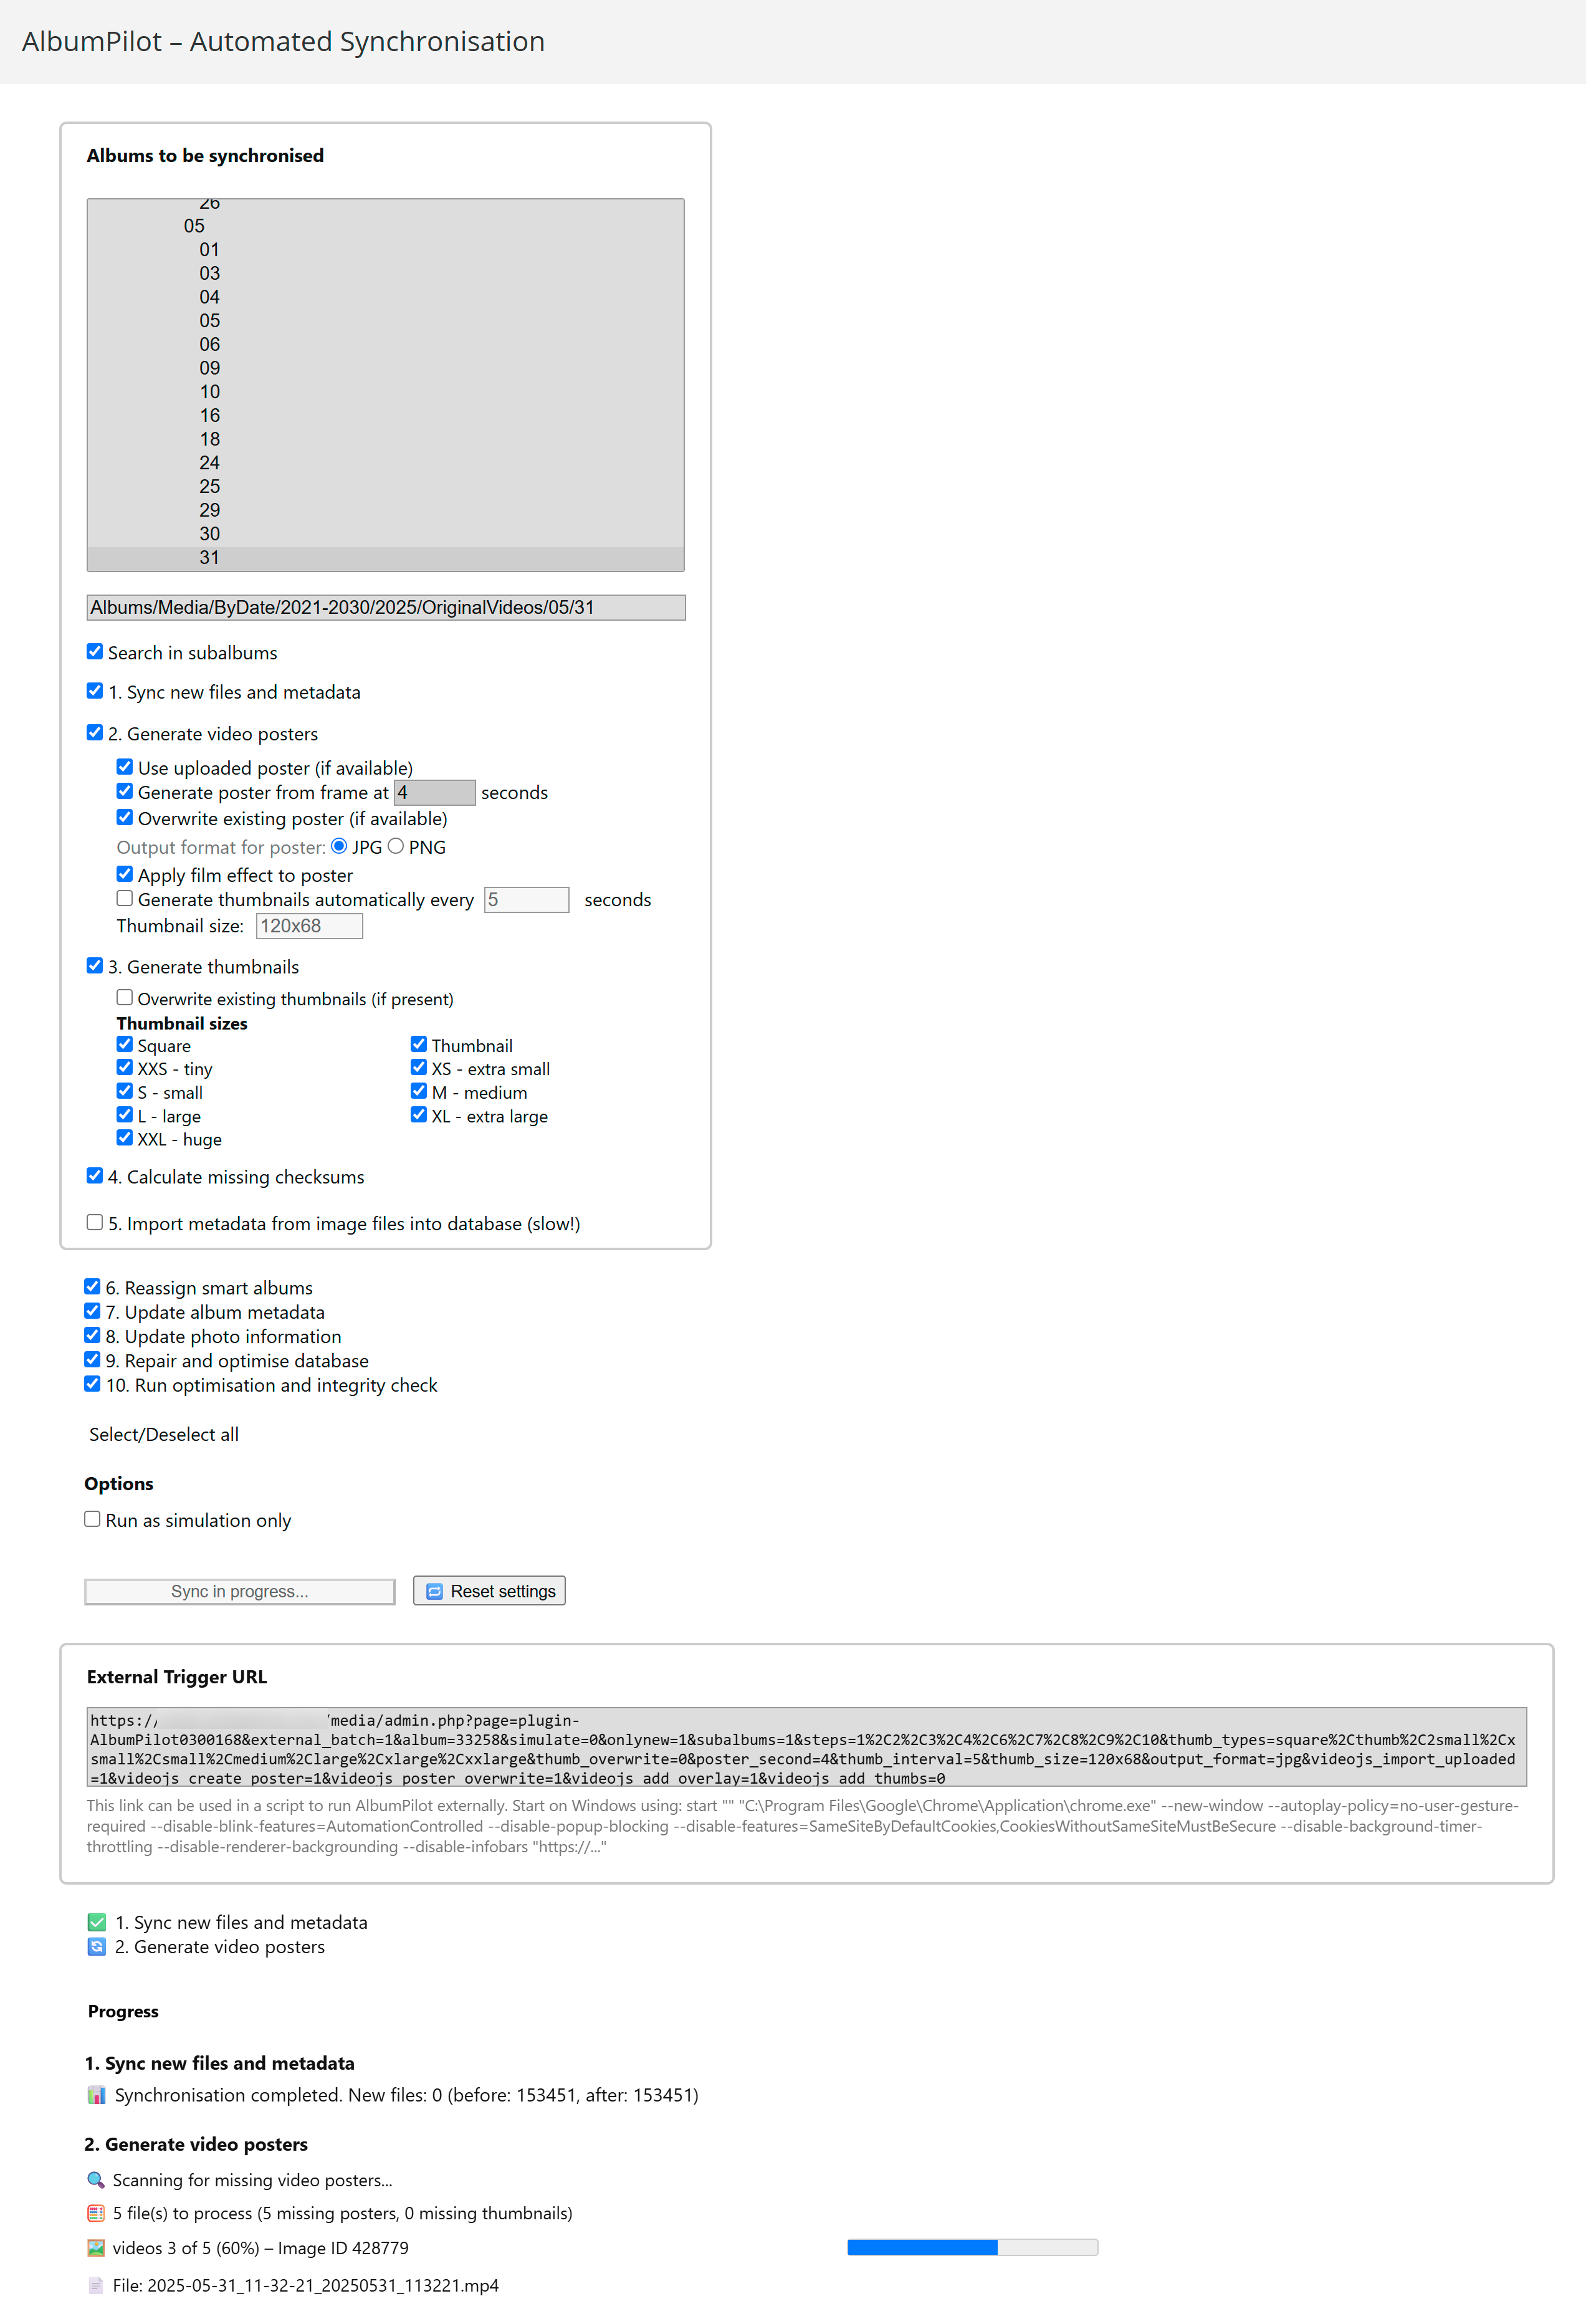 AlbumPilot – Automated Synchronisation
Albums to be synchronised
26
05
01
03
04
05
06
09
10
16
18
24
25
29
30
31
Albums/Media/ByDate/2021-2030/2025/OriginalVideos/05/31
Search in subalbums
1. Sync new files and metadata
2. Generate video posters
Use uploaded poster (if available)
Generate poster from frame at 4 seconds
Overwrite existing poster (if available)
Output format for poster: JPG PNG
Apply film effect to poster
Generate thumbnails automatically every 5 seconds
Thumbnail size: 120x68
3. Generate thumbnails
Overwrite existing thumbnails (if present)
Thumbnail sizes
Square Thumbnail
XXS - tiny XS - extra small
S - small M - medium
L - large XL - extra large
XXL - huge
4. Calculate missing checksums
5. Import metadata from image files into database (slow!)
6. Reassign smart albums
7. Update album metadata
8. Update photo information
9. Repair and optimise database
10. Run optimisation and integrity check
Select/Deselect all
Options
Run as simulation only
Sync in progress... Reset settings
External Trigger URL
https:// /media/admin.php?page=plugin-
AlbumPilot0300168&external_batch=1&album=33258&simulate=0&onlynew=1&subalbums=1&steps=1%2C2%2C3%2C4%2C6%2C7%2C8%2C9%2C10&thumb_types=square%2Cthumb%2C2small%2Cx
small%2Csmall%2Cmedium%2Clarge%2Cxlarge%2Cxxlarge&thumb_overwrite=0&poster_second=4&thumb_interval=5&thumb_size=120x68&output_format=jpg&videojs_import_uploaded
=1&videojs_create_poster=1&videojs_poster_overwrite=1&videojs_add_overlay=1&videojs_add_thumbs=0
This link can be used in a script to run AlbumPilot externally. Start on Windows using: start "" "C:\Program Files\Google\Chrome\Application\chrome.exe" --new-window --autoplay-policy=no-user-gesture-
required --disable-blink-features=AutomationControlled --disable-popup-blocking --disable-features=SameSiteByDefaultCookies,CookiesWithoutSameSiteMustBeSecure --disable-background-timer-
throttling --disable-renderer-backgrounding --disable-infobars "https://..."
1. Sync new files and metadata
2. Generate video posters
Progress
1. Sync new files and metadata
Synchronisation completed. New files: 0 (before: 153451, after: 153451)
2. Generate video posters
Scanning for missing video posters...
5 file(s) to process (5 missing posters, 0 missing thumbnails)
videos 3 of 5 (60%) – Image ID 428779
File: 2025-05-31_11-32-21_20250531_113221.mp4